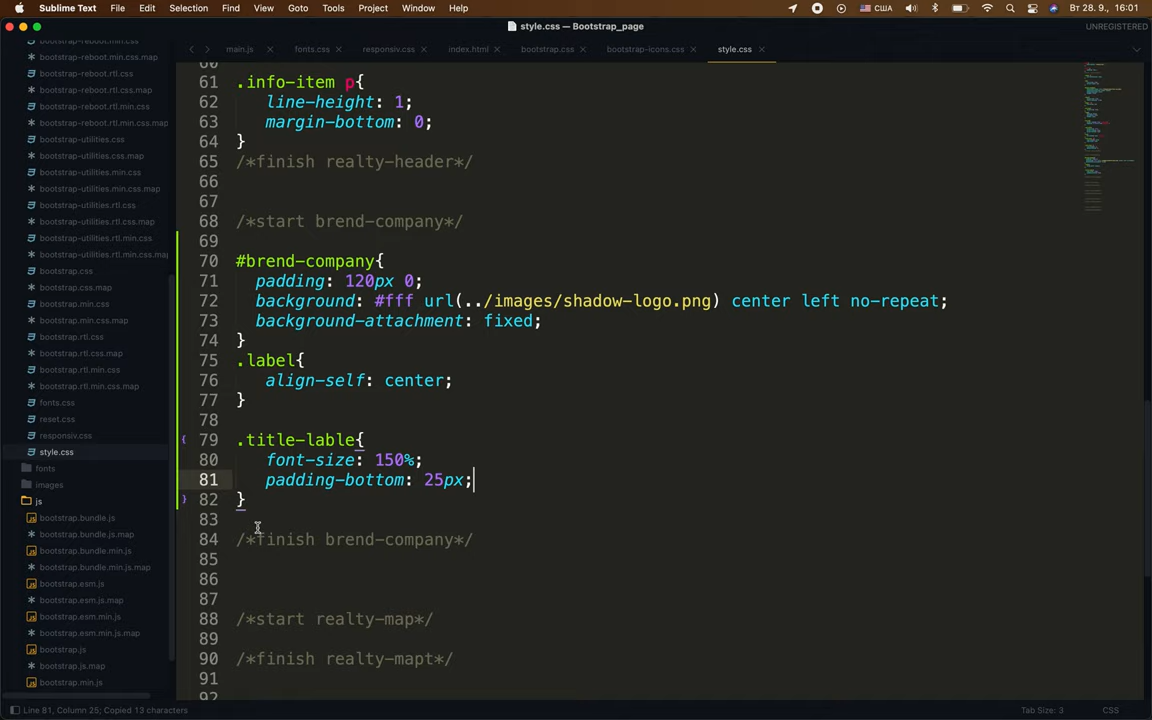 Sublime Text File Edit Selection Find View Goto Tools Project Window Help США Вт 28. 9., 16:01
style.css — Bootstrap_page UNREGISTERED
main.js fonts.css responsiv.css index.html bootstrap.css bootstrap-icons.css style.css
bootstrap-reboot.min.css.map
bootstrap-reboot.rtl.css
bootstrap-reboot.rtl.css.map
bootstrap-reboot.rtl.min.css
bootstrap-reboot.rtl.min.css.map
bootstrap-utilities.css
bootstrap-utilities.css.map
bootstrap-utilities.min.css
bootstrap-utilities.min.css.map
bootstrap-utilities.rtl.css
bootstrap-utilities.rtl.css.map
bootstrap-utilities.rtl.min.css
bootstrap-utilities.rtl.min.css.ma
bootstrap.css
bootstrap.css.map
bootstrap.min.css
bootstrap.min.css.map
bootstrap.rtl.css
bootstrap.rtl.css.map
bootstrap.rtl.min.css
bootstrap.rtl.min.css.map
fonts.css
reset.css
responsiv.css
style.css
fonts
images
js
bootstrap.bundle.js
bootstrap.bundle.js.map
bootstrap.bundle.min.js
bootstrap.bundle.min.js.map
bootstrap.esm.js
bootstrap.esm.js.map
bootstrap.esm.min.js
bootstrap.esm.min.js.map
bootstrap.js
bootstrap.js.map
bootstrap.min.js
60
61 .info-item p{
62 line-height: 1;
63 margin-bottom: 0;
64 }
65 /*finish realty-header*/
66
67
68 /*start brend-company*/
69
70 #brend-company{
71 padding: 120px 0;
72 background: #fff url(../images/shadow-logo.png) center left no-repeat;
73 background-attachment: fixed;
74 }
75 .label{
76 align-self: center;
77 }
78
79 .title-lable{
80 font-size: 150%;
81 padding-bottom: 25px;
82 }
83
84 /*finish brend-company*/
85
86
87
88 /*start realty-map*/
89
90 /*finish realty-mapt*/
91
92
Line 81, Column 25; Copied 13 characters Tab Size: 3 CSS